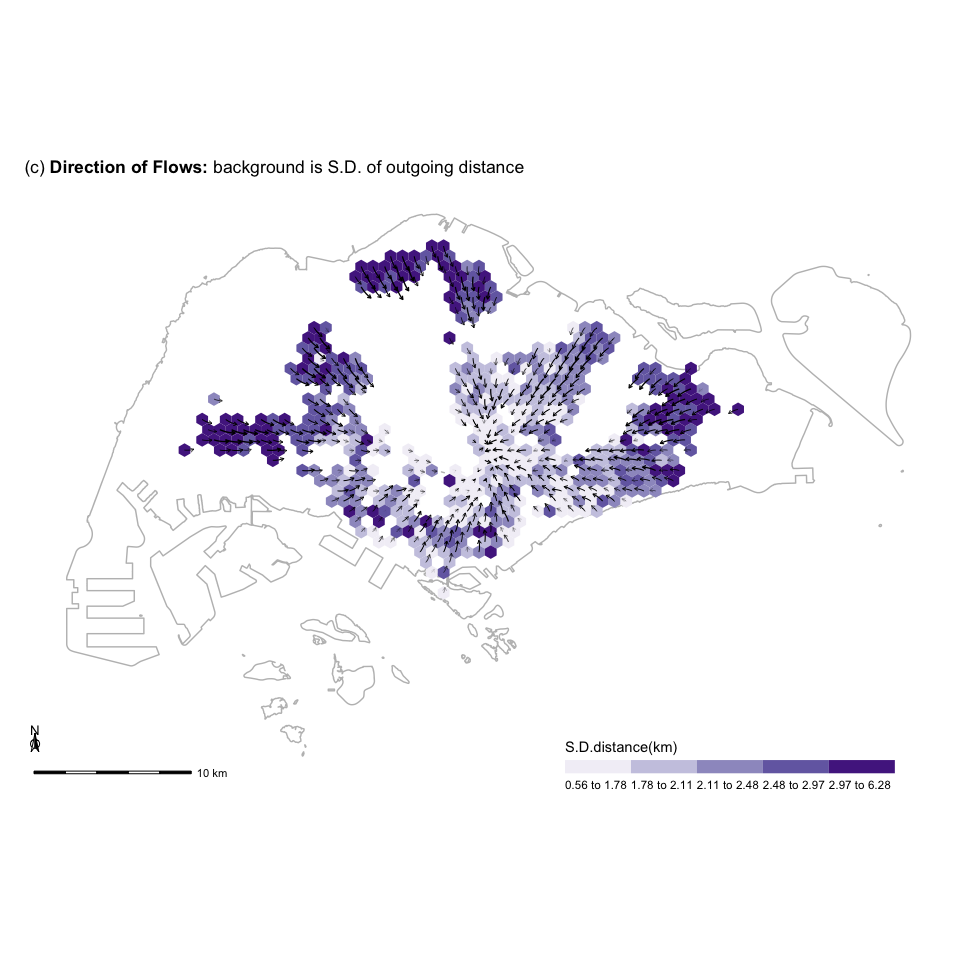 (c) Direction of Flows: background is S.D. of outgoing distance
N
10 km
S.D.distance(km)
0.56 to 1.78 1.78 to 2.11 2.11 to 2.48 2.48 to 2.97 2.97 to 6.28